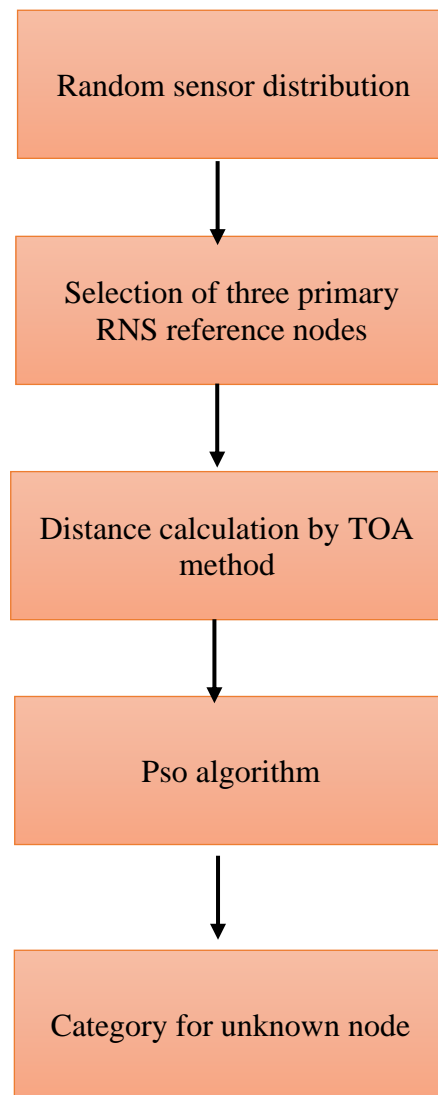 Random sensor distribution
Selection of three primary
RNS reference nodes
Distance calculation by TOA
method
Pso algorithm
Category for unknown node